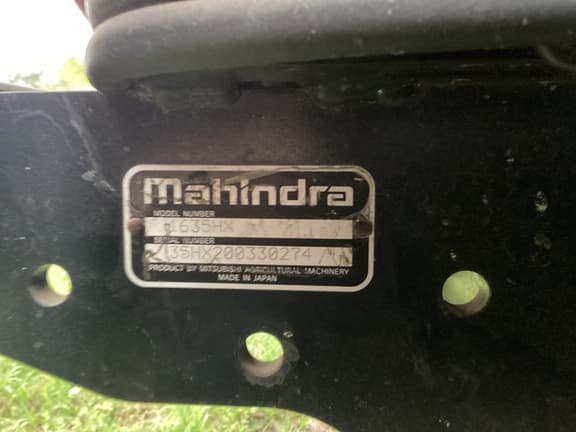 Mahindra
MODEL NUMBER
1635HX
SERIAL NUMBER
35HX200330274
PRODUCT BY MITSUBISHI AGRICULTURAL MACHINERY
MADE IN JAPAN